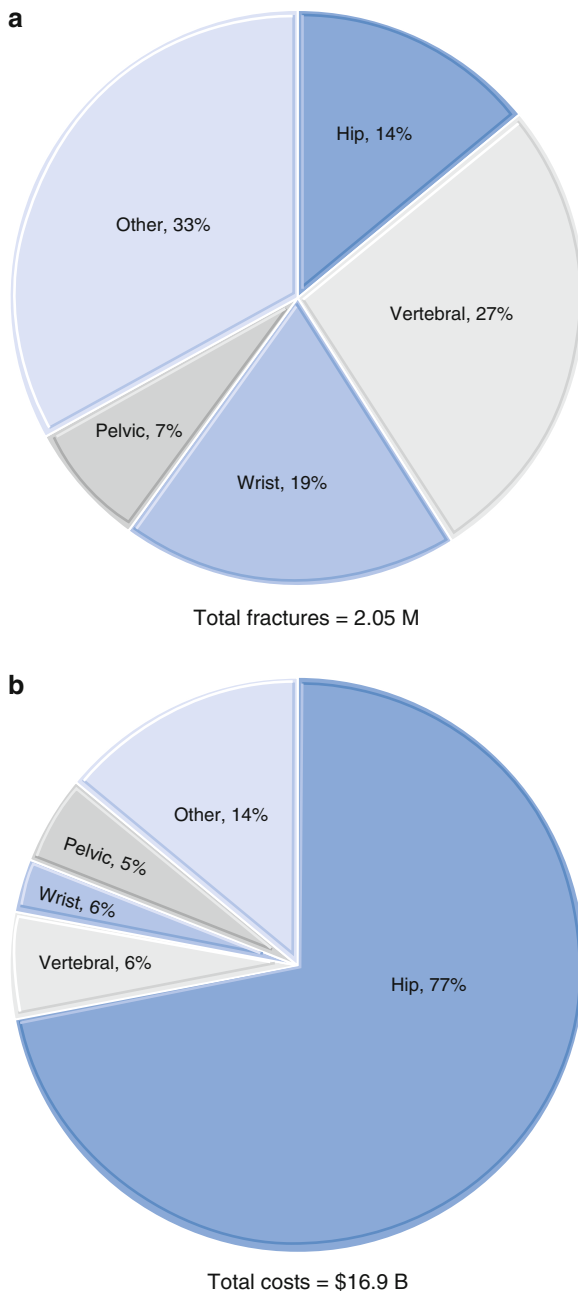 a
Hip, 14%
Other, 33%
Vertebral, 27%
Pelvic, 7%
Wrist, 19%
Total fractures = 2.05 M
b
Other, 14%
Pelvic, 5%
Wrist, 6%
Vertebral, 6%
Hip, 77%
Total costs = $16.9 B